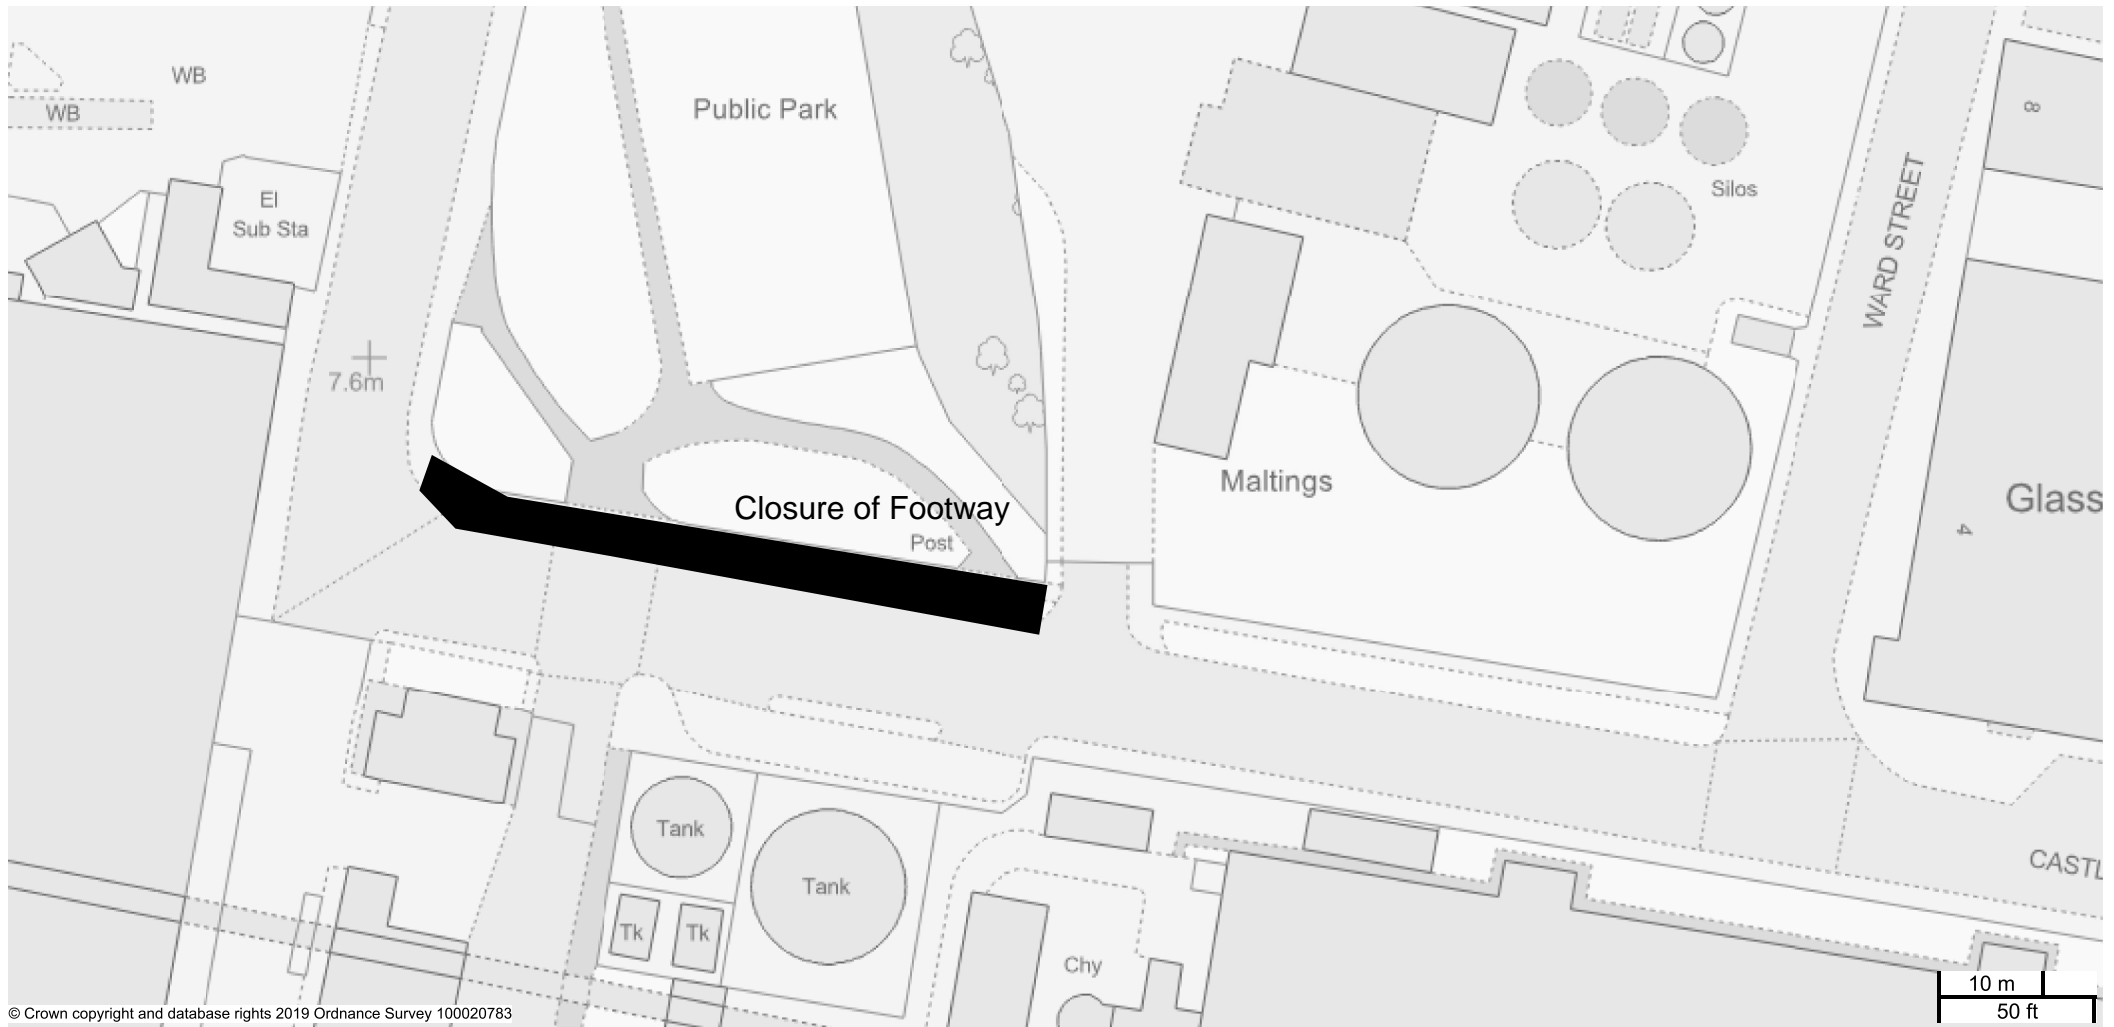 WB
WB
Public Park
8
El
Sub Sta
Silos
WARD STREET
7.6m
Maltings
Glass
Closure of Footway
Post
4
Tank
Tank
CASTL
Tk
Tk
Chy
10 m
50 ft
© Crown copyright and database rights 2019 Ordnance Survey 100020783